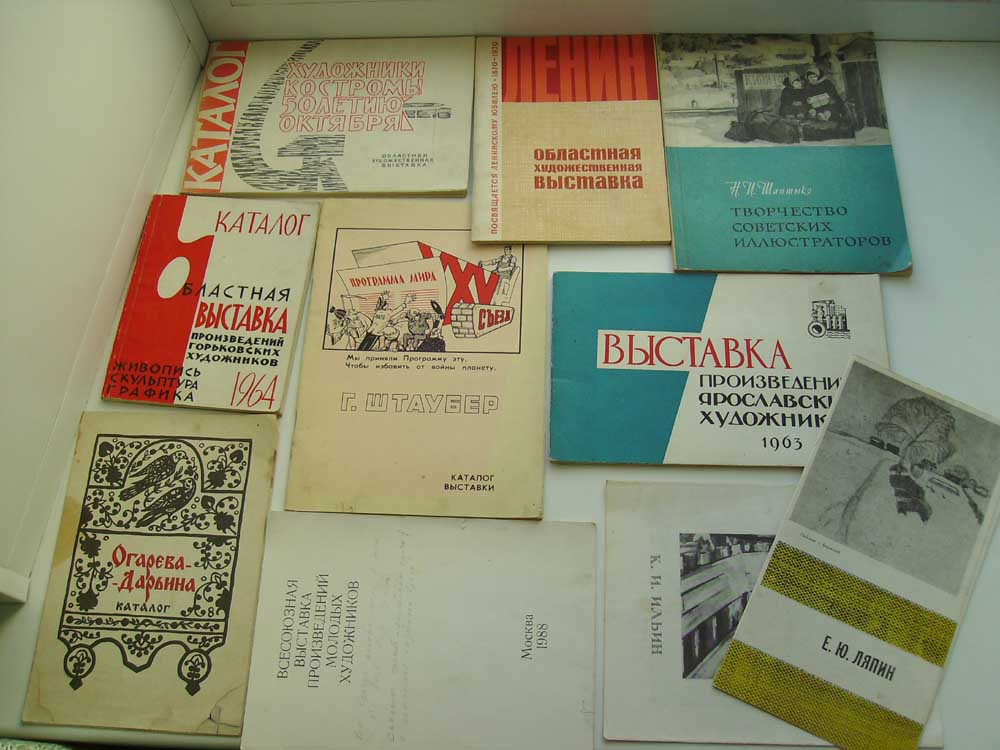 КАТАЛОГ
ХУДОЖНИКИ
КОСТРОМЫ
50ЛЕТИЮ
ОКТЯБРЯ
ОБЛАСТНАЯ
ХУДОЖЕСТВЕННАЯ
ВЫСТАВКА
ПОСВЯЩАЕТСЯ ЛЕНИНСКОМУ ЮБИЛЕЮ • 1870-1970
ЛЕНИН
ОБЛАСТНАЯ
ХУДОЖЕСТВЕННАЯ
ВЫСТАВКА
Н. И. Шантыко
ТВОРЧЕСТВО
СОВЕТСКИХ
ИЛЛЮСТРАТОРОВ
КАТАЛОГ
ОБЛАСТНАЯ
ВЫСТАВКА
ПРОИЗВЕДЕНИЙ
ГОРЬКОВСКИХ
ХУДОЖНИКОВ
ЖИВОПИСЬ
СКУЛЬПТУРА
ГРАФИКА
1964
ПРОГРАММА МИРА
XXV
СЪЕЗД
Мы приняли Программу эту,
Чтобы избавить от войны планету.
Г. ШТАУБЕР
КАТАЛОГ
ВЫСТАВКИ
ВЫСТАВКА
ПРОИЗВЕДЕНИЙ
ЯРОСЛАВСКИ
ХУДОЖНИК
1963
Огарева-
-Дарьина
КАТАЛОГ
ВСЕСОЮЗНАЯ
ВЫСТАВКА
ПРОИЗВЕДЕНИЙ
МОЛОДЫХ
ХУДОЖНИКОВ
Москва
1988
К. И. ИЛЬИН
Е. Ю. ЛЯПИН